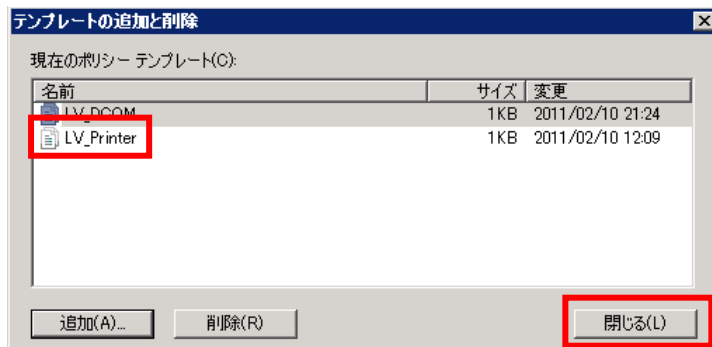 テンプレートの追加と削除
現在のポリシー テンプレート(C):
名前 サイズ 変更
LV_DCOM 1KB 2011/02/10 21:24
LV_Printer 1KB 2011/02/10 12:09
追加(A)... 削除(R) 閉じる(L)